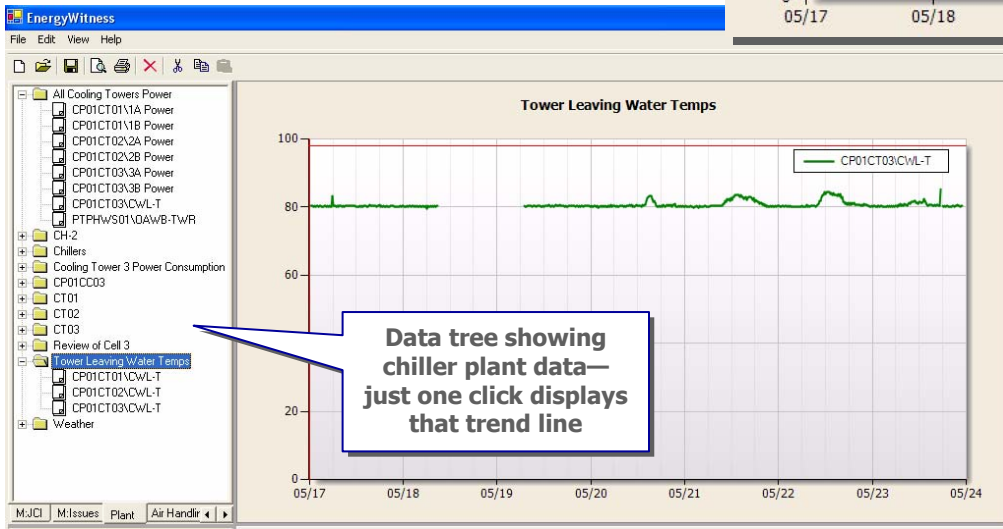 05/17 05/18
EnergyWitness
File Edit View Help
All Cooling Towers Power
CP01CT01\1A Power
CP01CT01\1B Power
CP01CT02\2A Power
CP01CT02\2B Power
CP01CT03\3A Power
CP01CT03\3B Power
CP01CT03\CWL-T
PTPHWS01\OAWB-TWR
CH-2
Chillers
Cooling Tower 3 Power Consumption
CP01CC03
CT01
CT02
CT03
Review of Cell 3
Tower Leaving Water Temps
CP01CT01\CWL-T
CP01CT02\CWL-T
CP01CT03\CWL-T
Weather
M:JCI M:Issues Plant Air Handlir
Tower Leaving Water Temps
CP01CT03\CWL-T
100
80
60
20
0
05/17 05/18 05/19 05/20 05/21 05/22 05/23 05/24
Data tree showing
chiller plant data—
just one click displays
that trend line